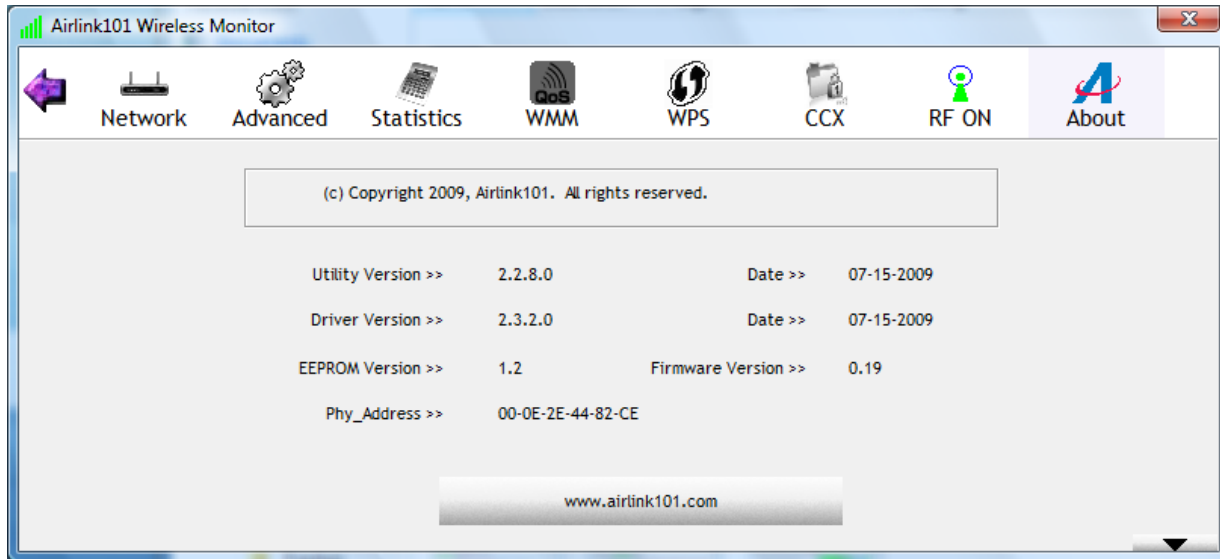 Airlink101 Wireless Monitor
Network Advanced Statistics QoS WMM WPS CCX RF ON About
(c) Copyright 2009, Airlink101. All rights reserved.
Utility Version >> 2.2.8.0 Date >> 07-15-2009
Driver Version >> 2.3.2.0 Date >> 07-15-2009
EEPROM Version >> 1.2 Firmware Version >> 0.19
Phy_Address >> 00-0E-2E-44-82-CE
www.airlink101.com